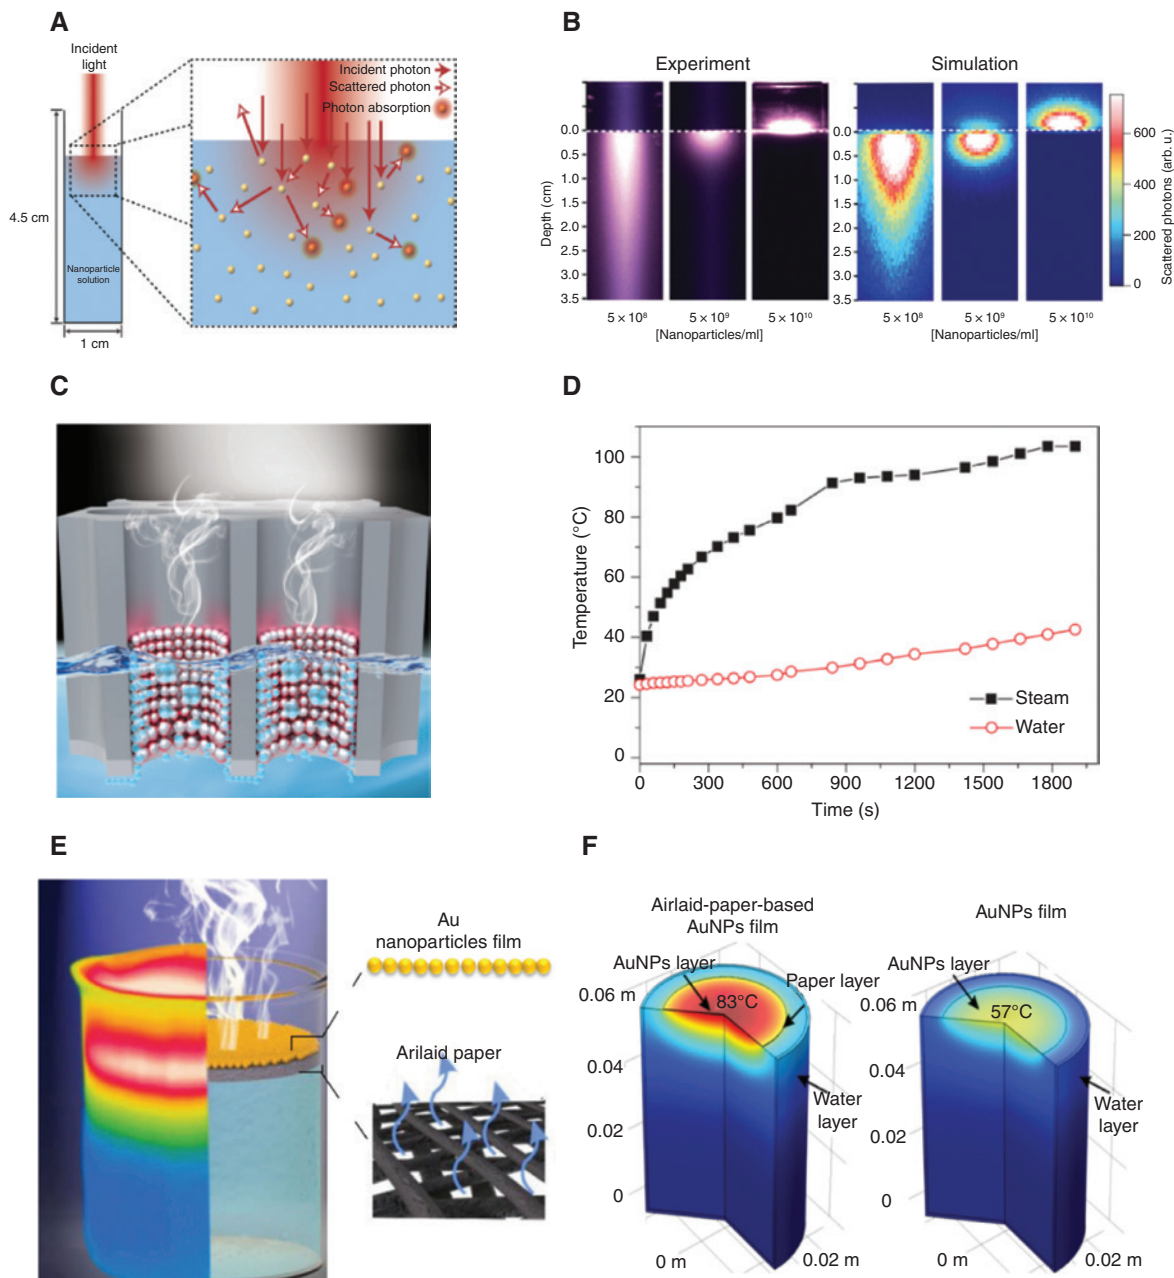 A
Incident
light
Incident photon
Scattered photon
Photon absorption
4.5 cm
Nanoparticle
solution
1 cm
B
Experiment
Simulation
Depth (cm)
0.0
0.5
1.0
1.5
2.0
2.5
3.0
3.5
0.0
0.5
1.0
1.5
2.0
2.5
3.0
3.5
5 × 10⁸
5 × 10⁹
5 × 10¹⁰
[Nanoparticles/ml]
5 × 10⁸
5 × 10⁹
5 × 10¹⁰
[Nanoparticles/ml]
600
400
200
0
Scattered photons (arb. u.)
C
D
Temperature (°C)
100
80
60
40
20
0
Steam
Water
0
300
600
900
1200
1500
1800
Time (s)
E
Au
nanoparticles film
Arilaid paper
F
Airlaid-paper-based
AuNPs film
AuNPs layer
Paper layer
83°C
0.06 m
0.04
0.02
0
Water
layer
0 m
0.02 m
AuNPs film
AuNPs layer
57°C
0.06 m
0.04
0.02
0
Water
layer
0 m
0.02 m